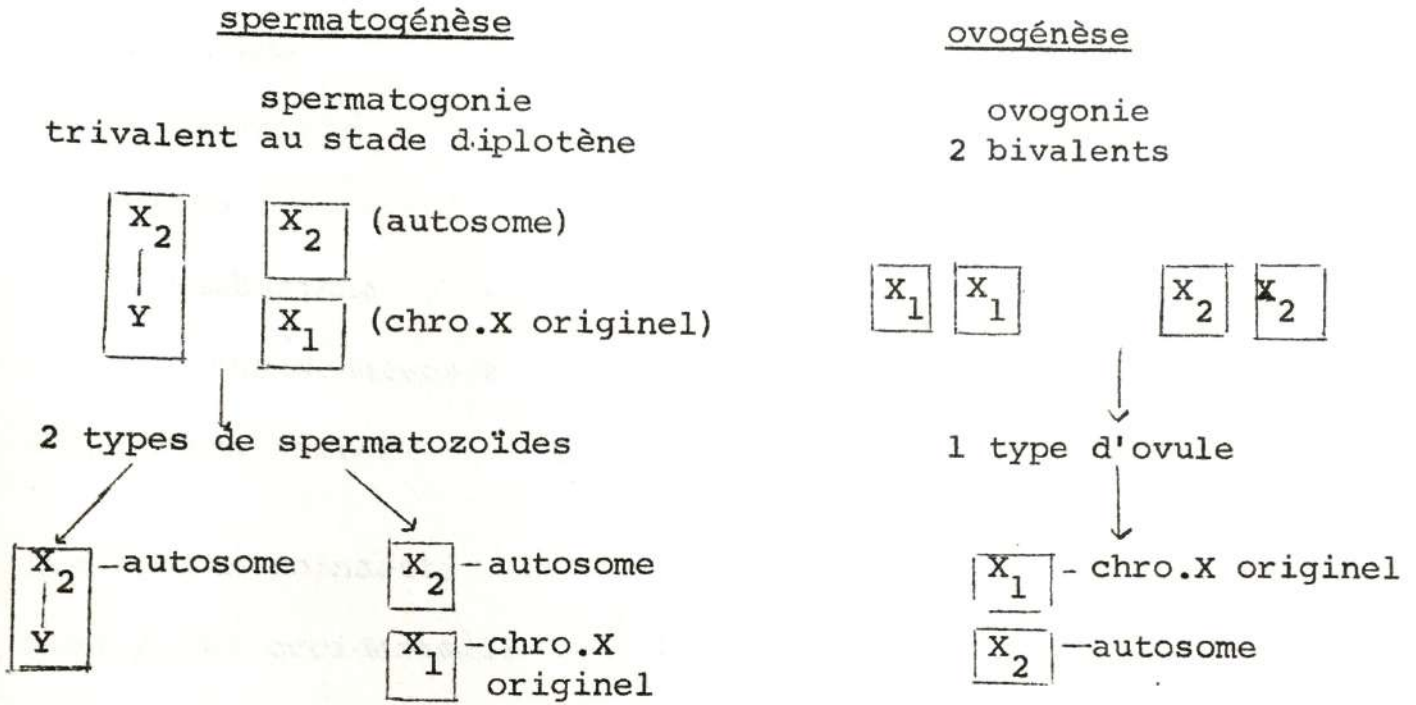 spermatogénèse
spermatogonie
trivalent au stade diplotène
X2
Y
X2 (autosome)
X1 (chro.X originel)
2 types de spermatozoïdes
X2 -autosome
Y
X2 -autosome
X1 -chro.X
originel
ovogénèse
ovogonie
2 bivalents
X1 X1 X2 X2
1 type d'ovule
X1 - chro.X originel
X2 -autosome